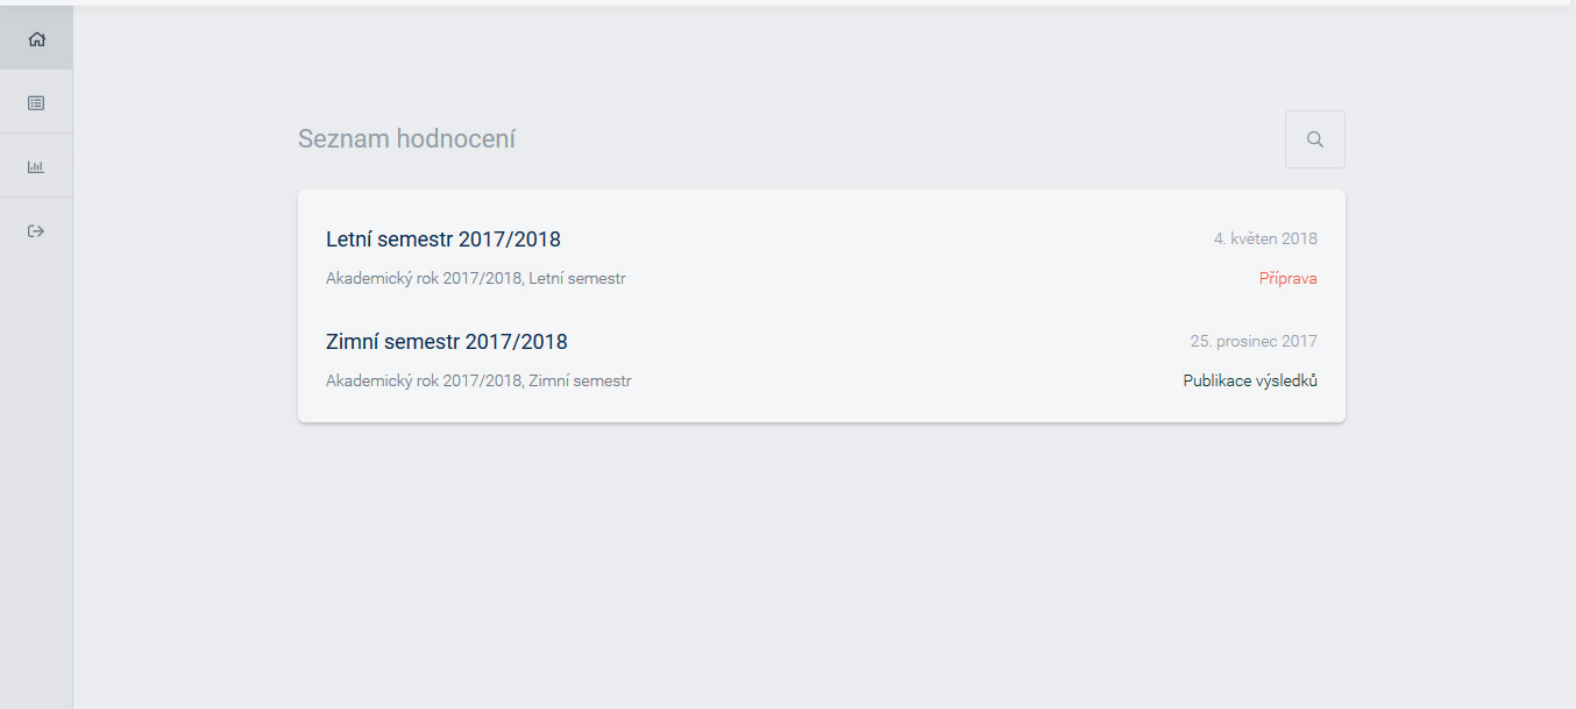 Seznam hodnocení
Letní semestr 2017/2018
4. květen 2018
Akademický rok 2017/2018, Letní semestr
Příprava
Zimní semestr 2017/2018
25. prosinec 2017
Akademický rok 2017/2018, Zimní semestr
Publikace výsledků